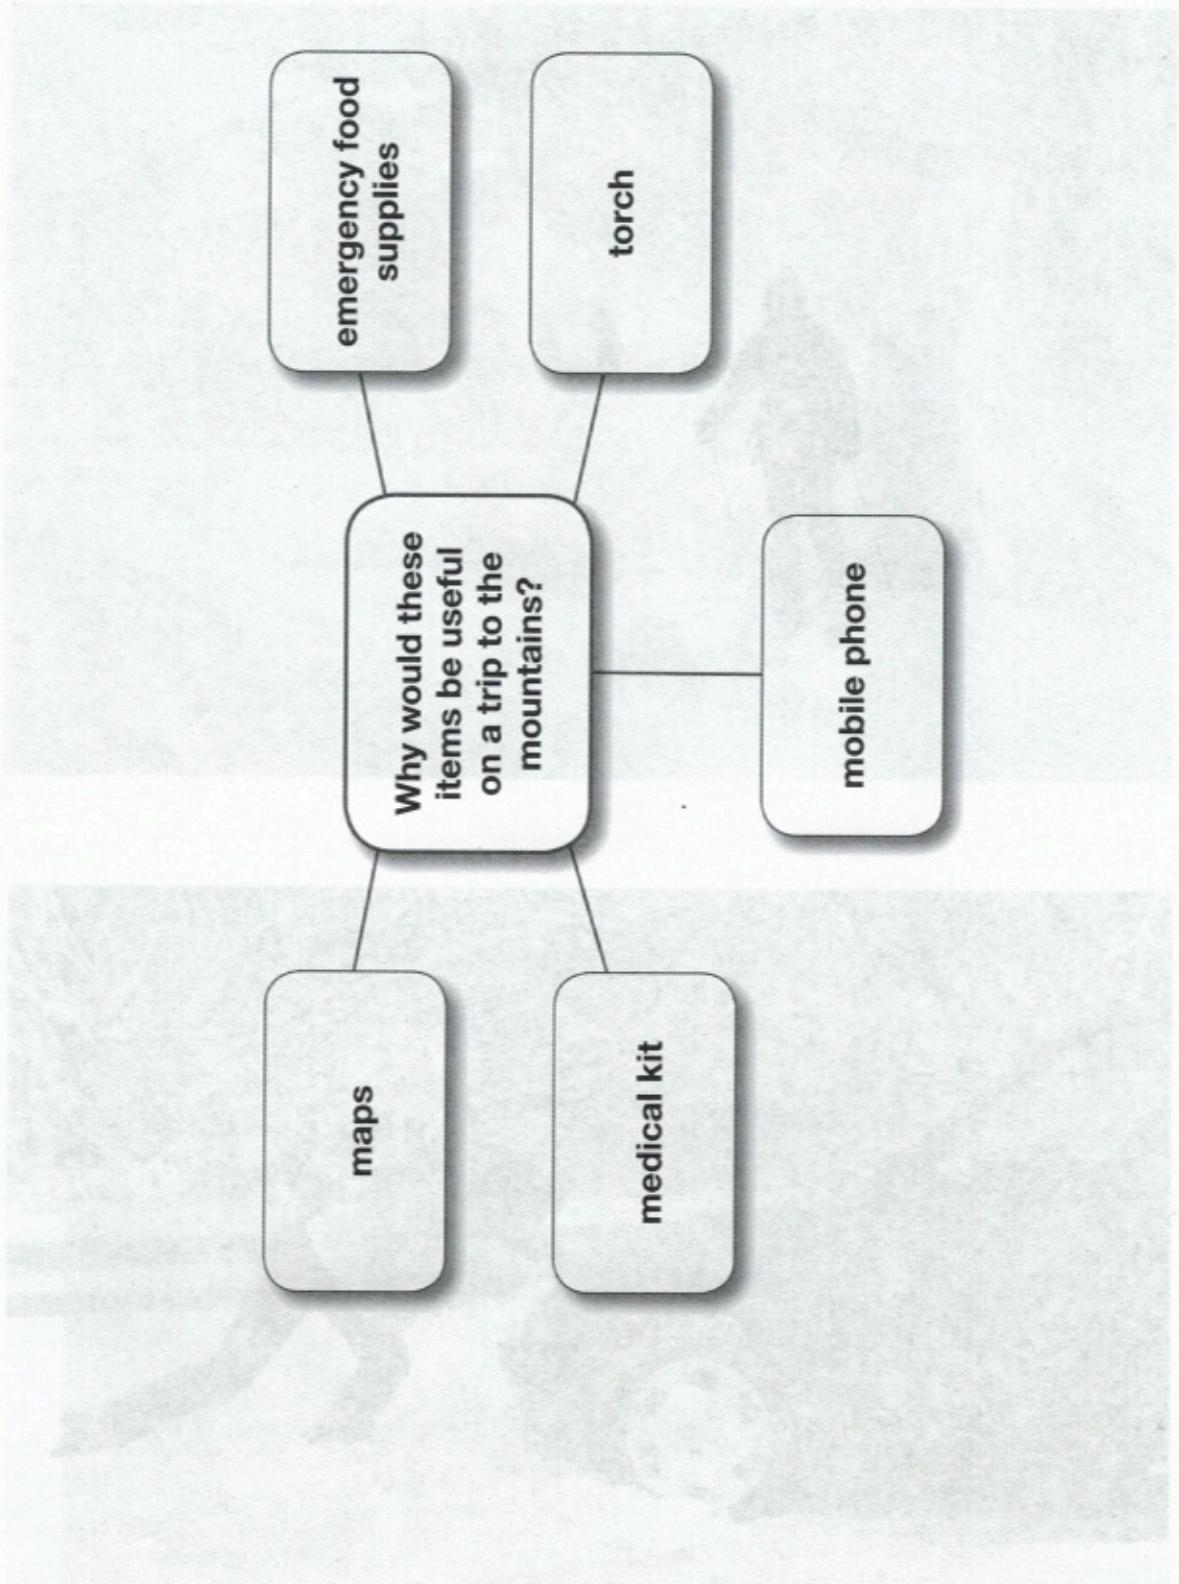 maps
emergency food
supplies
Why would these
items be useful
on a trip to the
mountains?
medical kit
torch
mobile phone